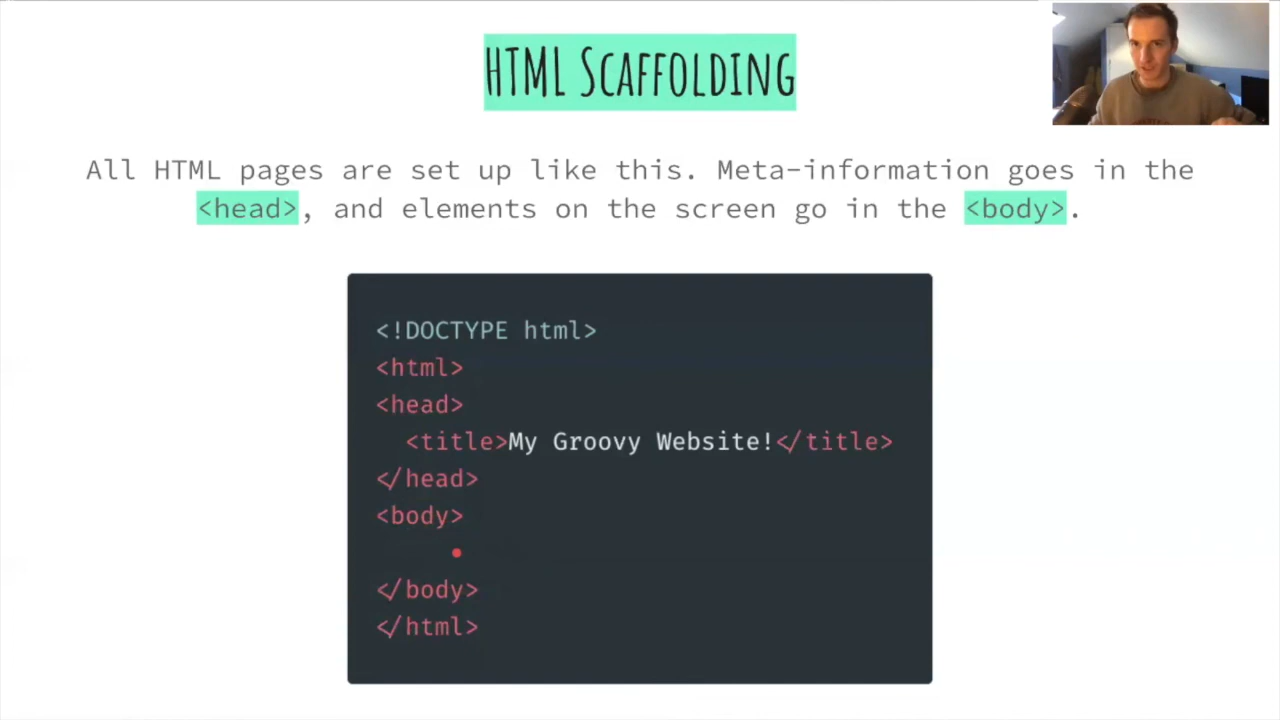 HTML Scaffolding
All HTML pages are set up like this. Meta-information goes in the
<head>, and elements on the screen go in the <body>.
<!DOCTYPE html>
<html>
<head>
<title>My Groovy Website!</title>
</head>
<body>
</body>
</html>